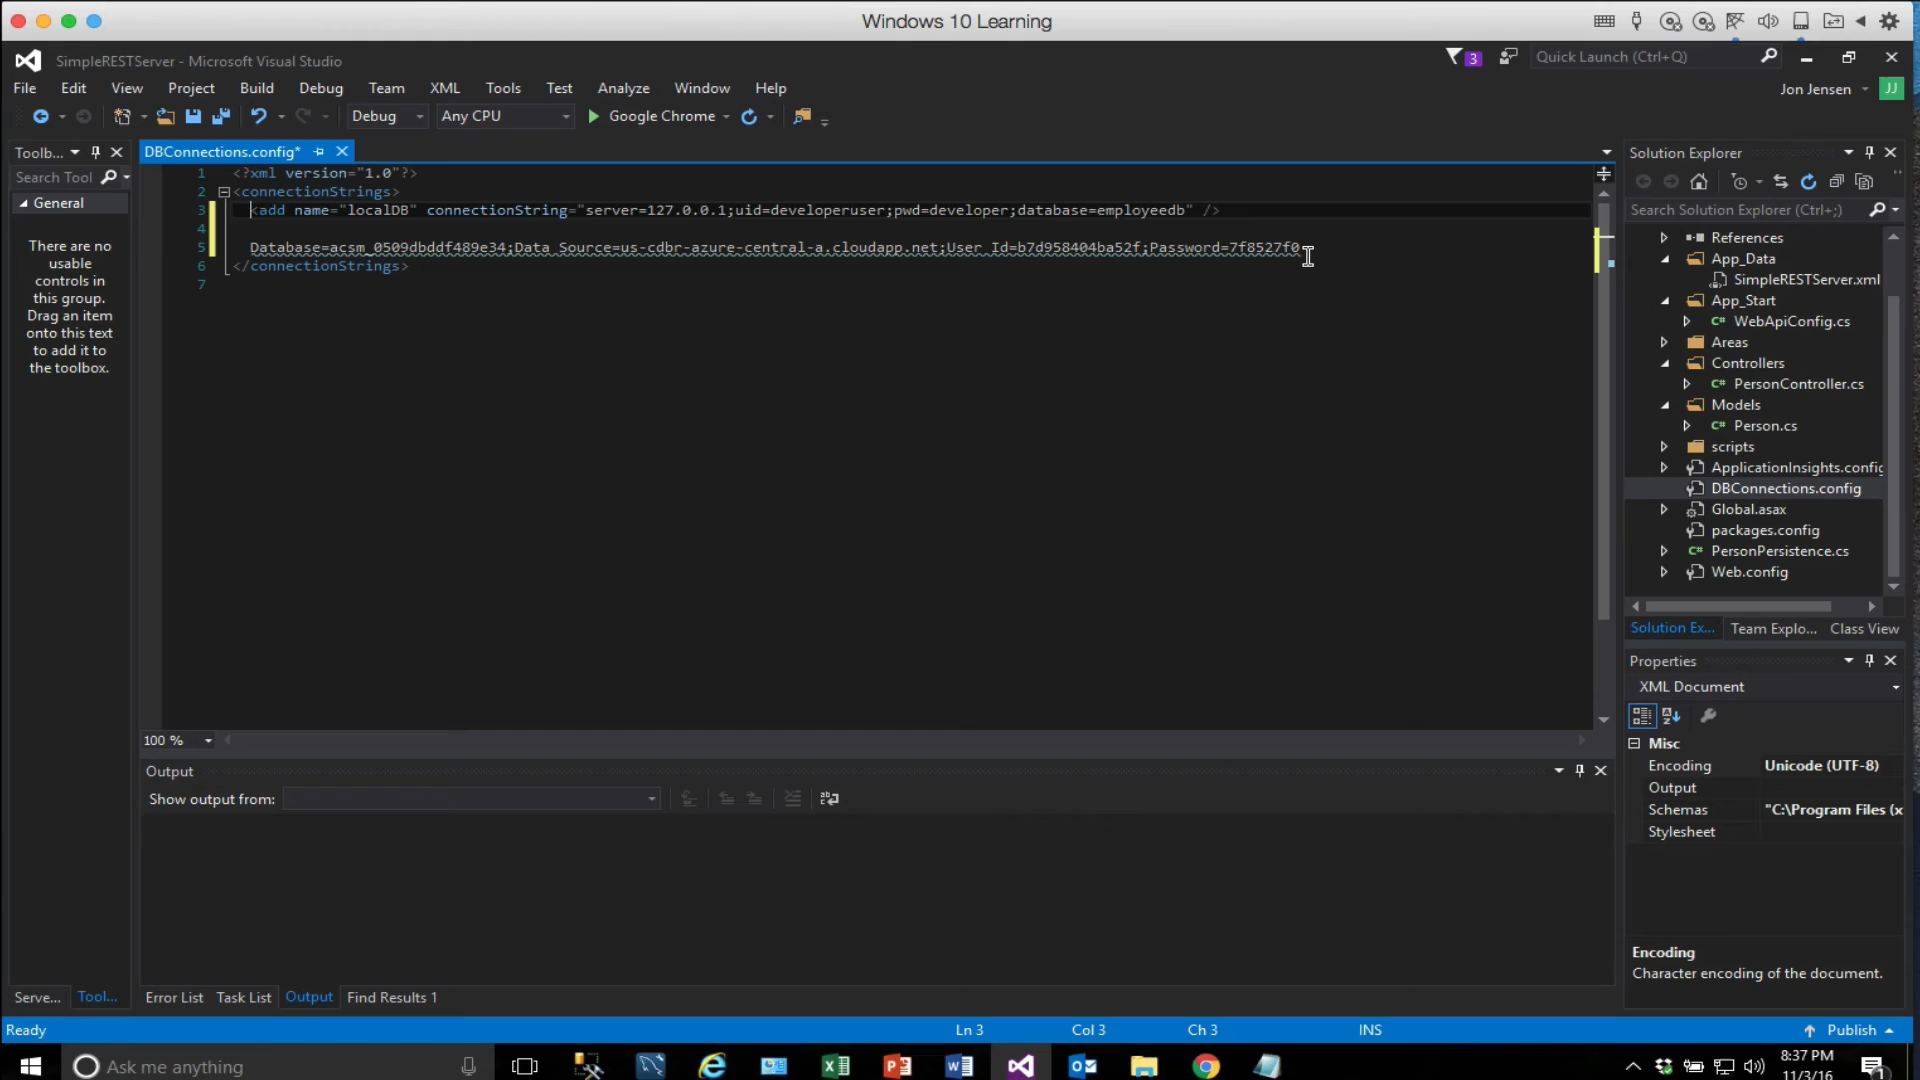 Windows 10 Learning
SimpleRESTServer - Microsoft Visual Studio
3
Quick Launch (Ctrl+Q)
File Edit View Project Build Debug Team XML Tools Test Analyze Window Help
Jon Jensen JJ
Debug Any CPU Google Chrome
Toolb...
DBConnections.config*
Solution Explorer
Search Tool
General
There are no
usable
controls in
this group.
Drag an item
onto this text
to add it to
the toolbox.
1 <?xml version="1.0"?>
2 <connectionStrings>
3 <add name="localDB" connectionString="server=127.0.0.1;uid=developeruser;pwd=developer;database=employeedb" />
4
5 Database=acsm_0509dbddf489e34;Data Source=us-cdbr-azure-central-a.cloudapp.net;User Id=b7d958404ba52f;Password=7f8527f0
6 </connectionStrings>
7
Search Solution Explorer (Ctrl+;)
References
App_Data
SimpleRESTServer.xml
App_Start
C# WebApiConfig.cs
Areas
Controllers
C# PersonController.cs
Models
C# Person.cs
scripts
ApplicationInsights.config
DBConnections.config
Global.asax
packages.config
C# PersonPersistence.cs
Web.config
Solution Ex... Team Explo... Class View
Properties
XML Document
Misc
Encoding Unicode (UTF-8)
Output
Schemas "C:\Program Files (x
Stylesheet
Encoding
Character encoding of the document.
100 %
Output
Show output from:
Serve... Tool...
Error List Task List Output Find Results 1
Ready Ln 3 Col 3 Ch 3 INS Publish
Ask me anything
8:37 PM
11/3/16
1